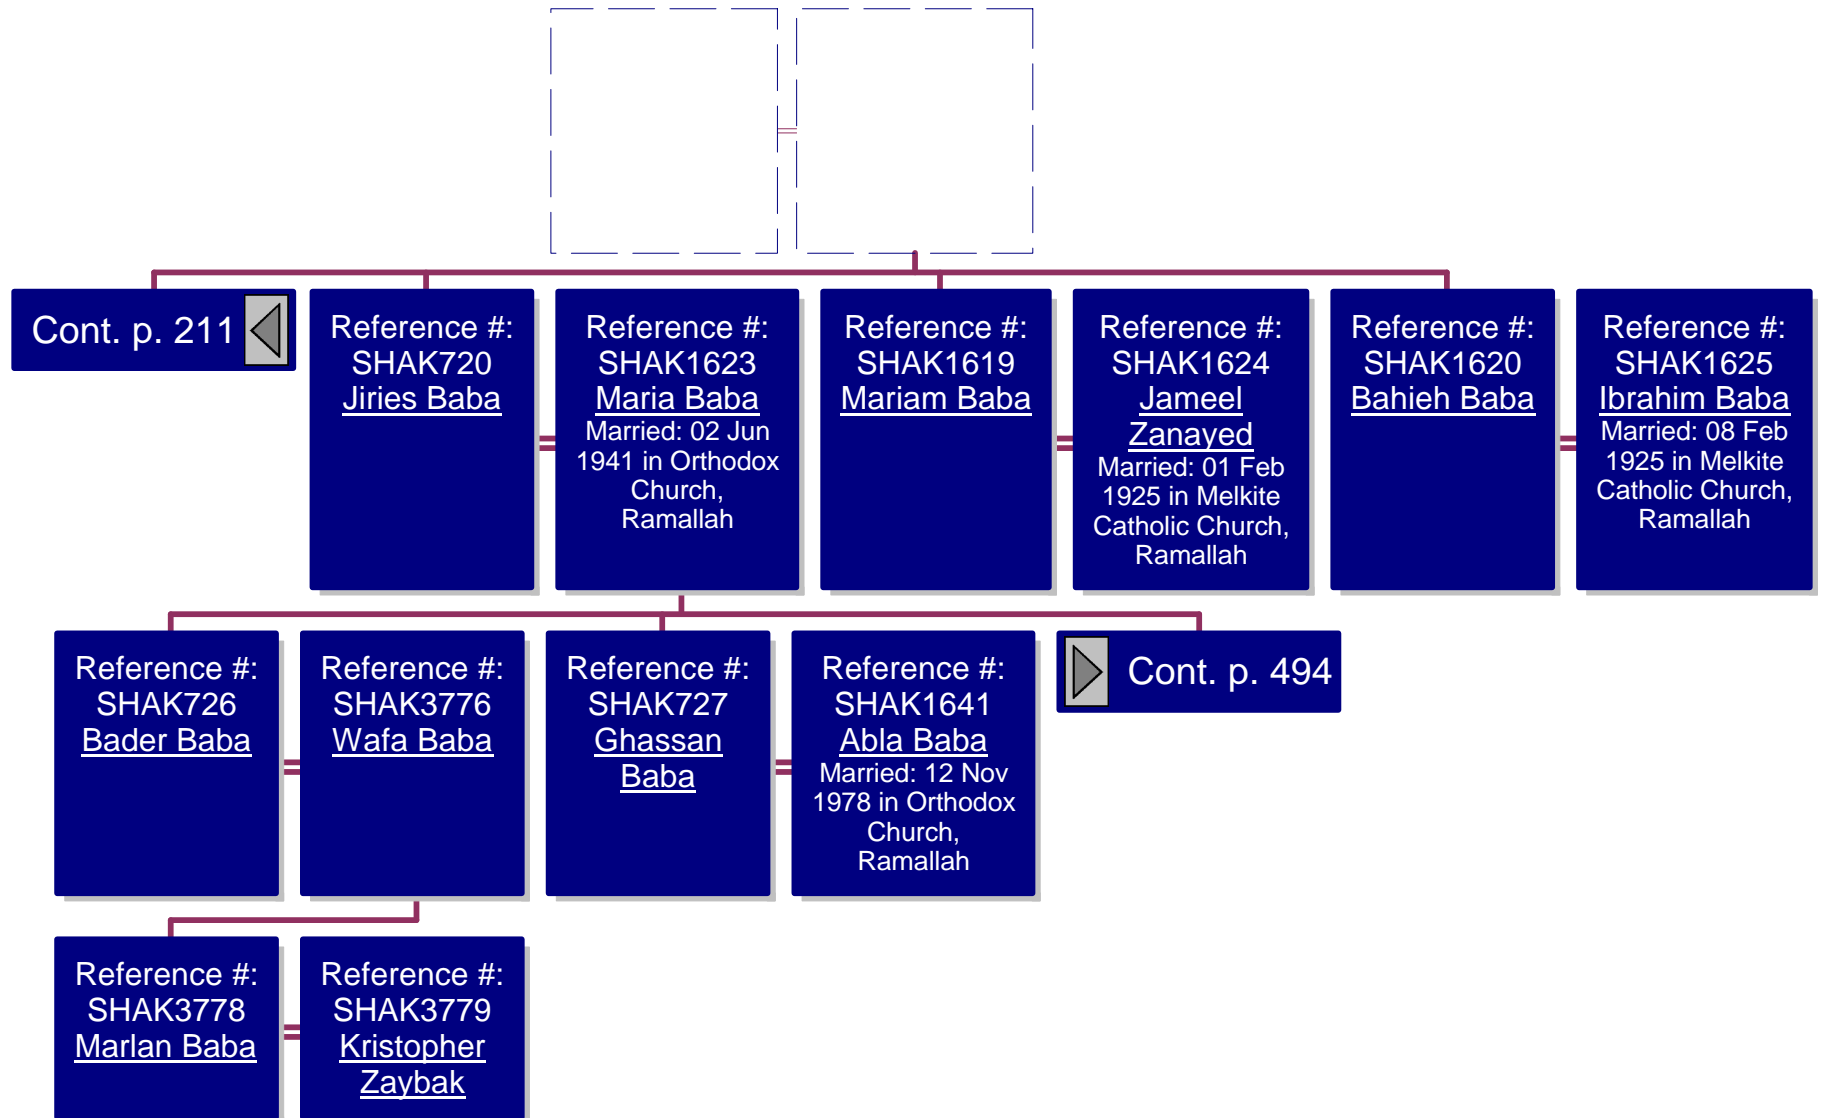 Cont. p. 211
Reference #:
SHAK720
Jiries Baba
Reference #:
SHAK1623
Maria Baba
Married: 02 Jun
1941 in Orthodox
Church,
Ramallah
Reference #:
SHAK1619
Mariam Baba
Reference #:
SHAK1624
Jameel
Zanayed
Married: 01 Feb
1925 in Melkite
Catholic Church,
Ramallah
Reference #:
SHAK1620
Bahieh Baba
Reference #:
SHAK1625
Ibrahim Baba
Married: 08 Feb
1925 in Melkite
Catholic Church,
Ramallah
Reference #:
SHAK726
Bader Baba
Reference #:
SHAK3776
Wafa Baba
Reference #:
SHAK727
Ghassan
Baba
Reference #:
SHAK1641
Abla Baba
Married: 12 Nov
1978 in Orthodox
Church,
Ramallah
Cont. p. 494
Reference #:
SHAK3778
Marlan Baba
Reference #:
SHAK3779
Kristopher
Zaybak